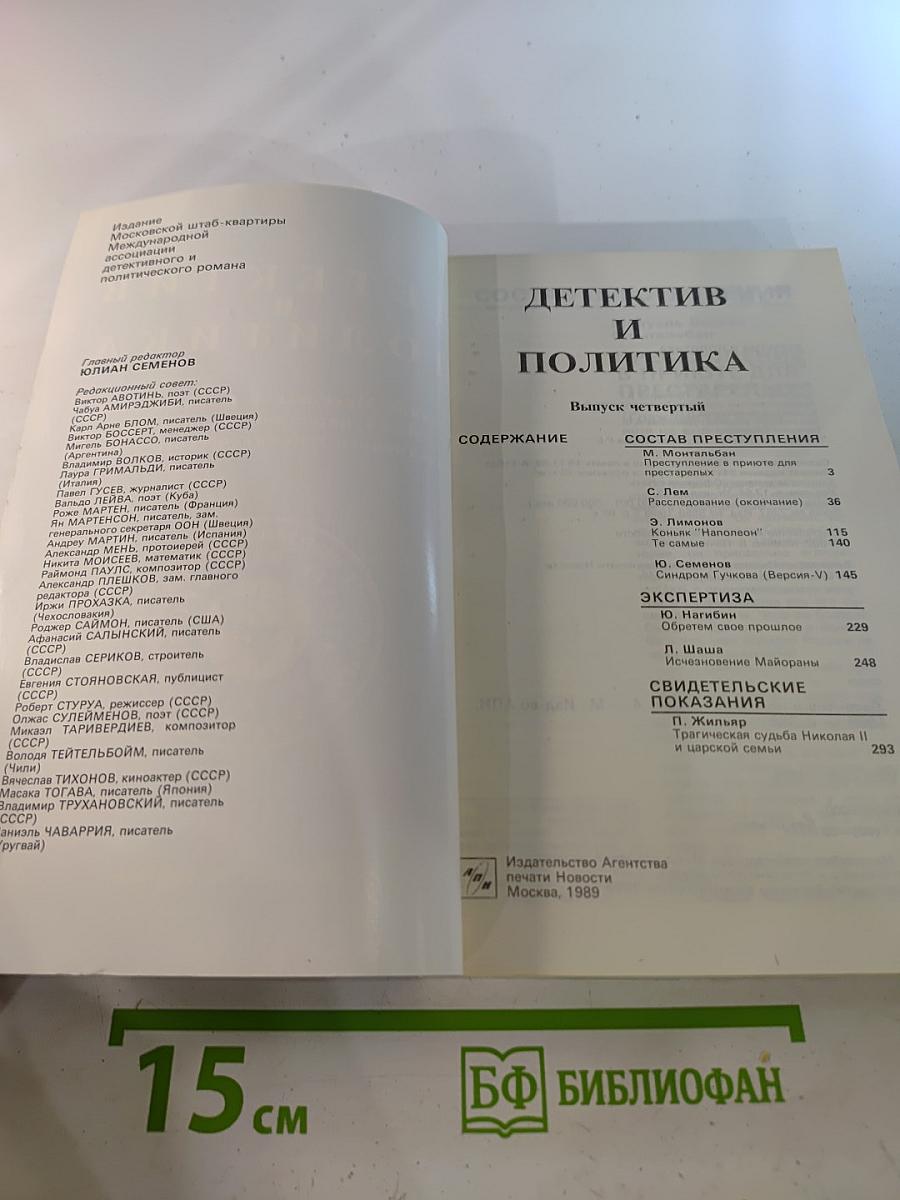 Издание
Московской штаб-квартиры
Международной
ассоциации
детективного и
политического романа
Главный редактор
ЮЛИАН СЕМЕНОВ
Редакционный совет:
Виктор АВОТИНЬ, поэт (СССР)
Чабуа АМИРЭДЖИБИ, писатель
(СССР)
Карл Арне БЛОМ, писатель (Швеция)
Виктор БОССЕРТ, менеджер (СССР)
Мигель БОНАССО, писатель
(Аргентина)
Владимир ВОЛКОВ, историк (СССР)
Лаура ГРИМАЛЬДИ, писатель
(Италия)
Павел ГУСЕВ, журналист (СССР)
Вальдо ЛЕЙВА, поэт (Куба)
Роже МАРТЕН, писатель (Франция)
Ян МАРТЕНСОН, писатель, зам.
генерального секретаря ООН (Швеция)
Андреу МАРТИН, писатель (Испания)
Александр МЕНЬ, протоиерей (СССР)
Никита МОИСЕЕВ, математик (СССР)
Раймонд ПАУЛС, композитор (СССР)
Александр ПЛЕШКОВ, зам. главного
редактора (СССР)
Иржи ПРОХАЗКА, писатель
(Чехословакия)
Роджер САЙМОН, писатель (США)
Афанасий САЛЫНСКИЙ, писатель
(СССР)
Владислав СЕРИКОВ, строитель
(СССР)
Евгения СТОЯНОВСКАЯ, публицист
(СССР)
Роберт СТУРУА, режиссер (СССР)
Олжас СУЛЕЙМЕНОВ, поэт (СССР)
Микаэл ТАРИВЕРДИЕВ, композитор
(СССР)
Володя ТЕЙТЕЛЬБОЙМ, писатель
(Чили)
Вячеслав ТИХОНОВ, киноактер (СССР)
Масака ТОГАВА, писатель (Япония)
Владимир ТРУХАНОВСКИЙ, писатель
СССР)
аниэль ЧАВАРРИЯ, писатель
ругвай)
ДЕТЕКТИВ
И
ПОЛИТИКА
Выпуск четвертый
СОДЕРЖАНИЕ
СОСТАВ ПРЕСТУПЛЕНИЯ
М. Монтальбан
Преступление в приюте для
престарелых 3
С. Лем
Расследование (окончание) 36
Э. Лимонов
Коньяк "Наполеон" 115
Те самые 140
Ю. Семенов
Синдром Гучкова (Версия-V) 145
ЭКСПЕРТИЗА
Ю. Нагибин
Обретем свое прошлое 229
Л. Шаша
Исчезновение Майораны 248
СВИДЕТЕЛЬСКИЕ
ПОКАЗАНИЯ
П. Жильяр
Трагическая судьба Николая II
и царской семьи 293
АПН
Издательство Агентства
печати Новости
Москва, 1989
15 см
БФ БИБЛИОФАН